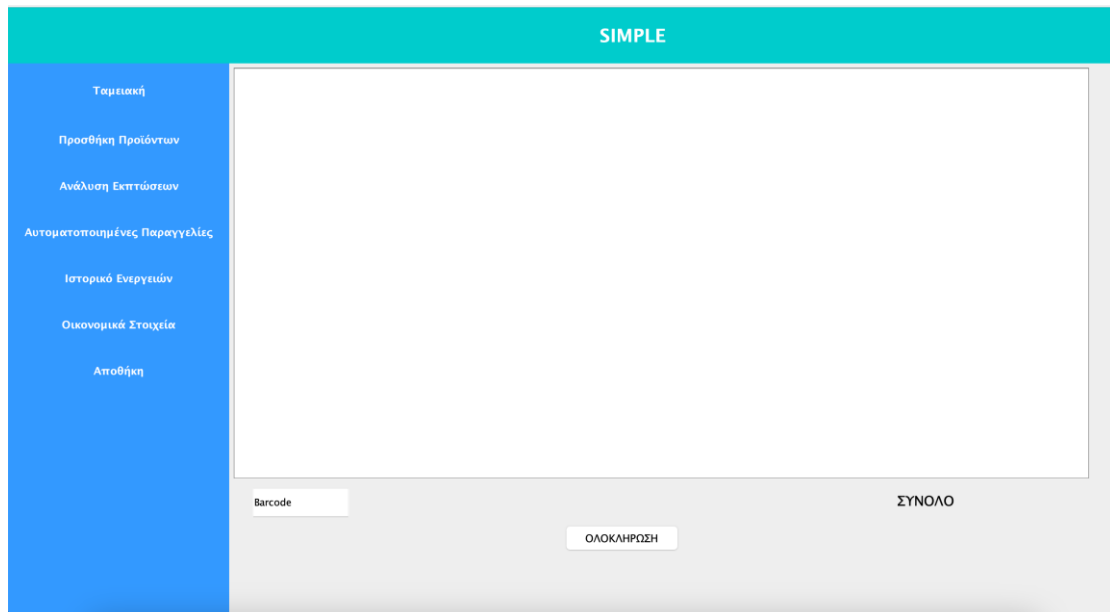 SIMPLE
Ταμειακή
Προσθήκη Προϊόντων
Ανάλυση Εκπτώσεων
Αυτοματοποιημένες Παραγγελίες
Ιστορικό Ενεργειών
Οικονομικά Στοιχεία
Αποθήκη
Barcode
ΣΥΝΟΛΟ
ΟΛΟΚΛΗΡΩΣΗ